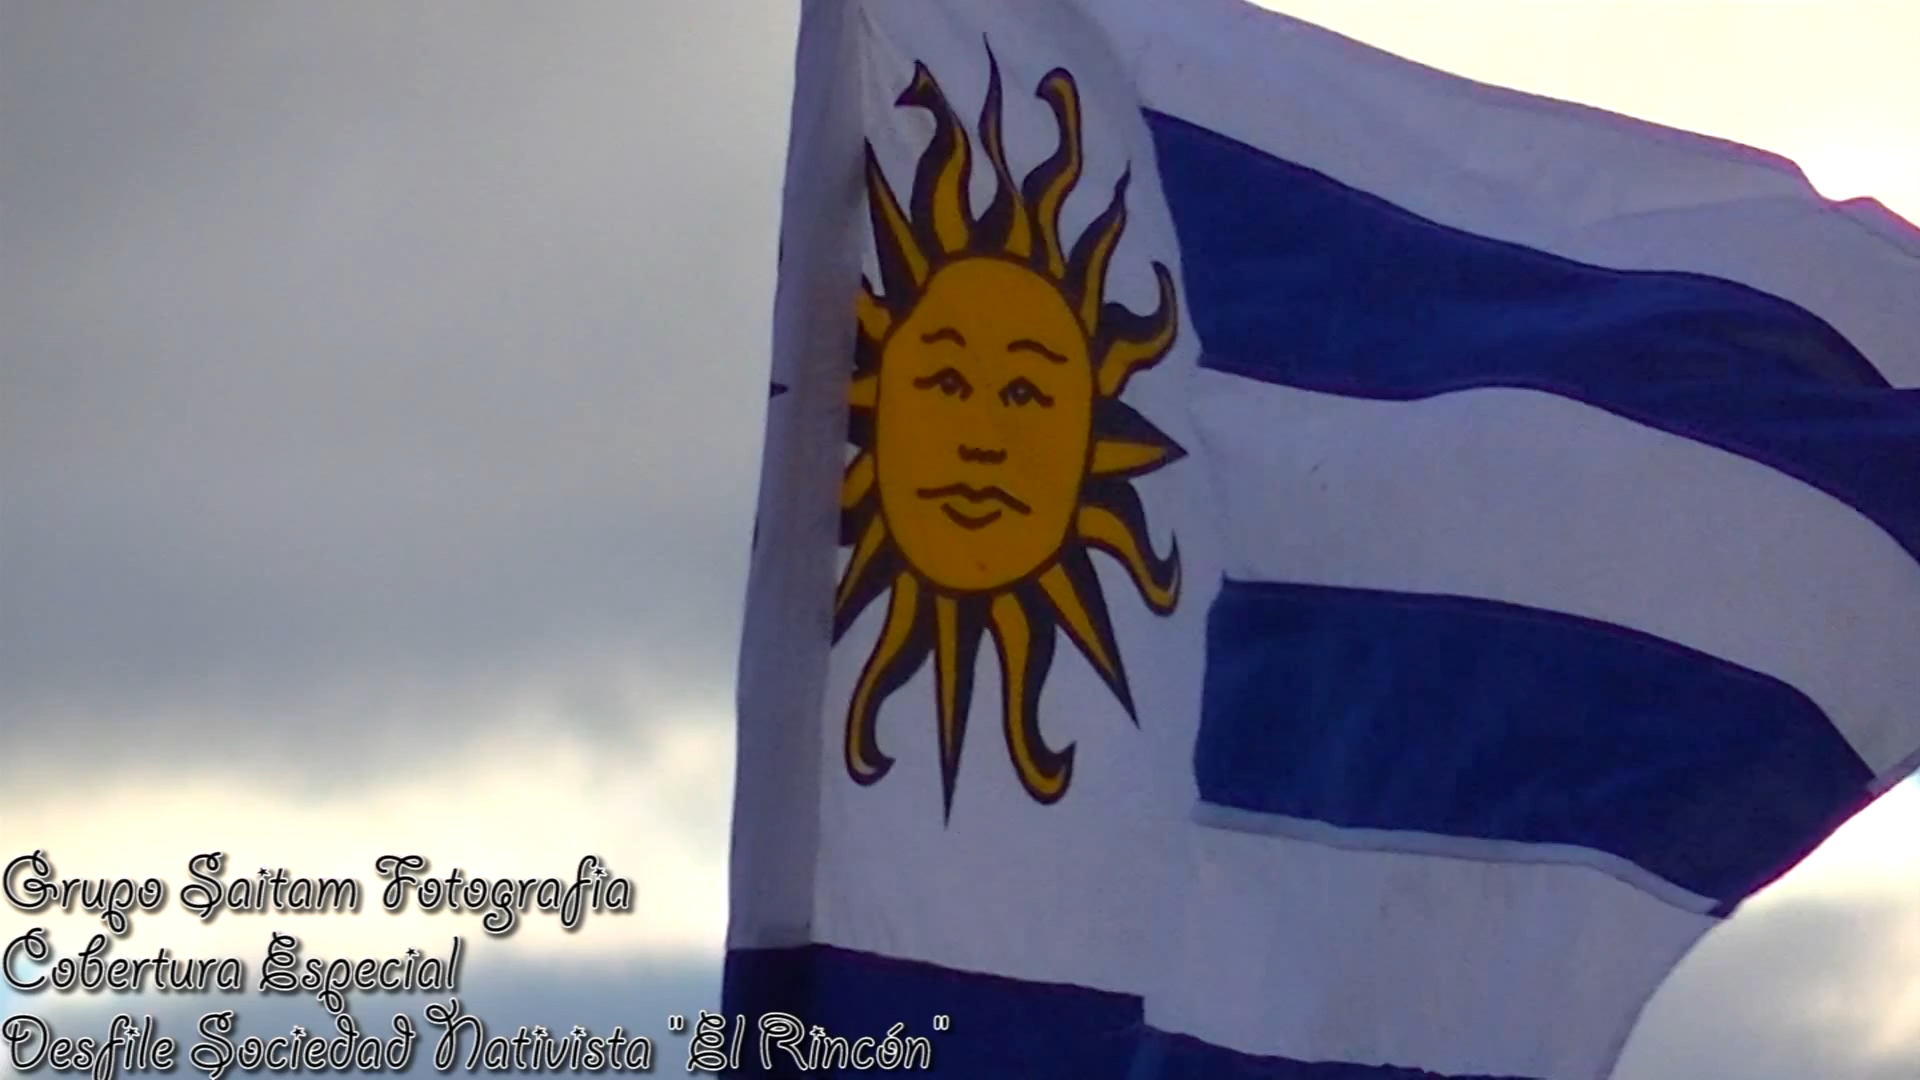 Grupo Saitam Fotografia
Cobertura Especial
Desfile Sociedad Nativista "El Rincón"